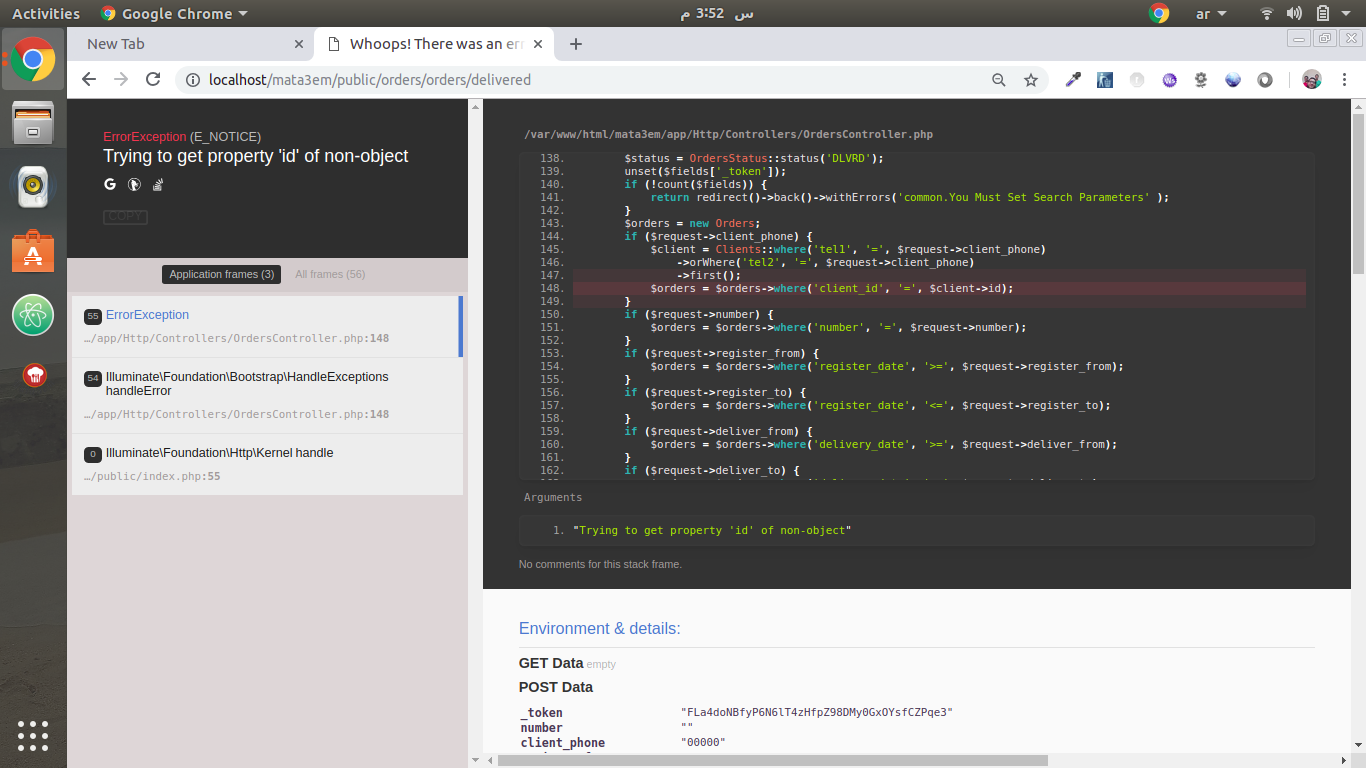 Activities
Google Chrome
س 3:52 م
ar
New Tab
Whoops! There was an err
localhost/mata3em/public/orders/orders/delivered
ErrorException (E_NOTICE)
Trying to get property 'id' of non-object
COPY
Application frames (3)
All frames (56)
55 ErrorException
…/app/Http/Controllers/OrdersController.php:148
54 Illuminate\Foundation\Bootstrap\HandleExceptions
handleError
…/app/Http/Controllers/OrdersController.php:148
0 Illuminate\Foundation\Http\Kernel handle
…/public/index.php:55
/var/www/html/mata3em/app/Http/Controllers/OrdersController.php
138. $status = OrdersStatus::status('DLVRD');
139. unset($fields['_token']);
140. if (!count($fields)) {
141. return redirect()->back()->withErrors('common.You Must Set Search Parameters' );
142. }
143. $orders = new Orders;
144. if ($request->client_phone) {
145. $client = Clients::where('tel1', '=', $request->client_phone)
146. ->orWhere('tel2', '=', $request->client_phone)
147. ->first();
148. $orders = $orders->where('client_id', '=', $client->id);
149. }
150. if ($request->number) {
151. $orders = $orders->where('number', '=', $request->number);
152. }
153. if ($request->register_from) {
154. $orders = $orders->where('register_date', '>=', $request->register_from);
155. }
156. if ($request->register_to) {
157. $orders = $orders->where('register_date', '<=', $request->register_to);
158. }
159. if ($request->deliver_from) {
160. $orders = $orders->where('delivery_date', '>=', $request->deliver_from);
161. }
162. if ($request->deliver_to) {
Arguments
1. "Trying to get property 'id' of non-object"
No comments for this stack frame.
Environment & details:
GET Data empty
POST Data
_token "FLa4doNBfyP6N6lT4zHfpZ98DMy0GxOYsfCZPqe3"
number ""
client_phone "00000"